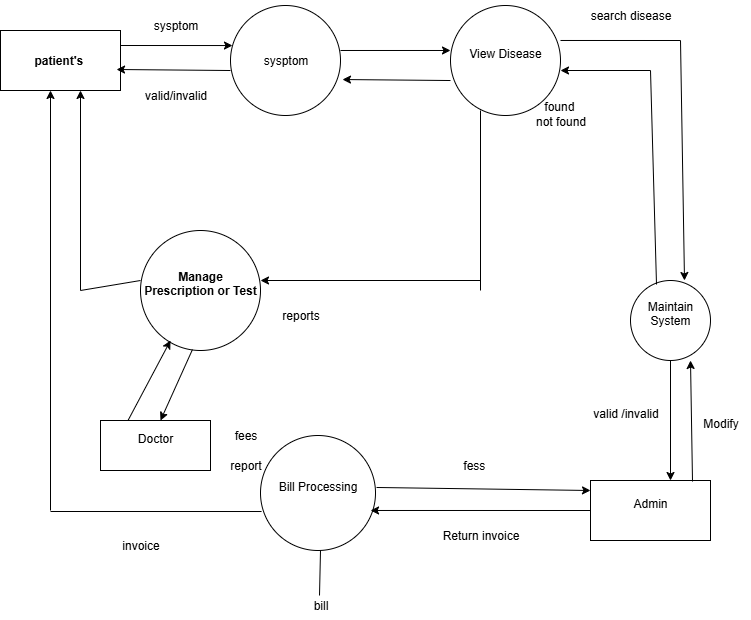 search disease
sysptom
patient's
sysptom
View Disease
valid/invalid
found
not found
Manage
Prescription or Test
Maintain
System
reports
valid /invalid
Modify
Doctor
fees
report
Bill Processing
fess
Admin
Return invoice
invoice
bill